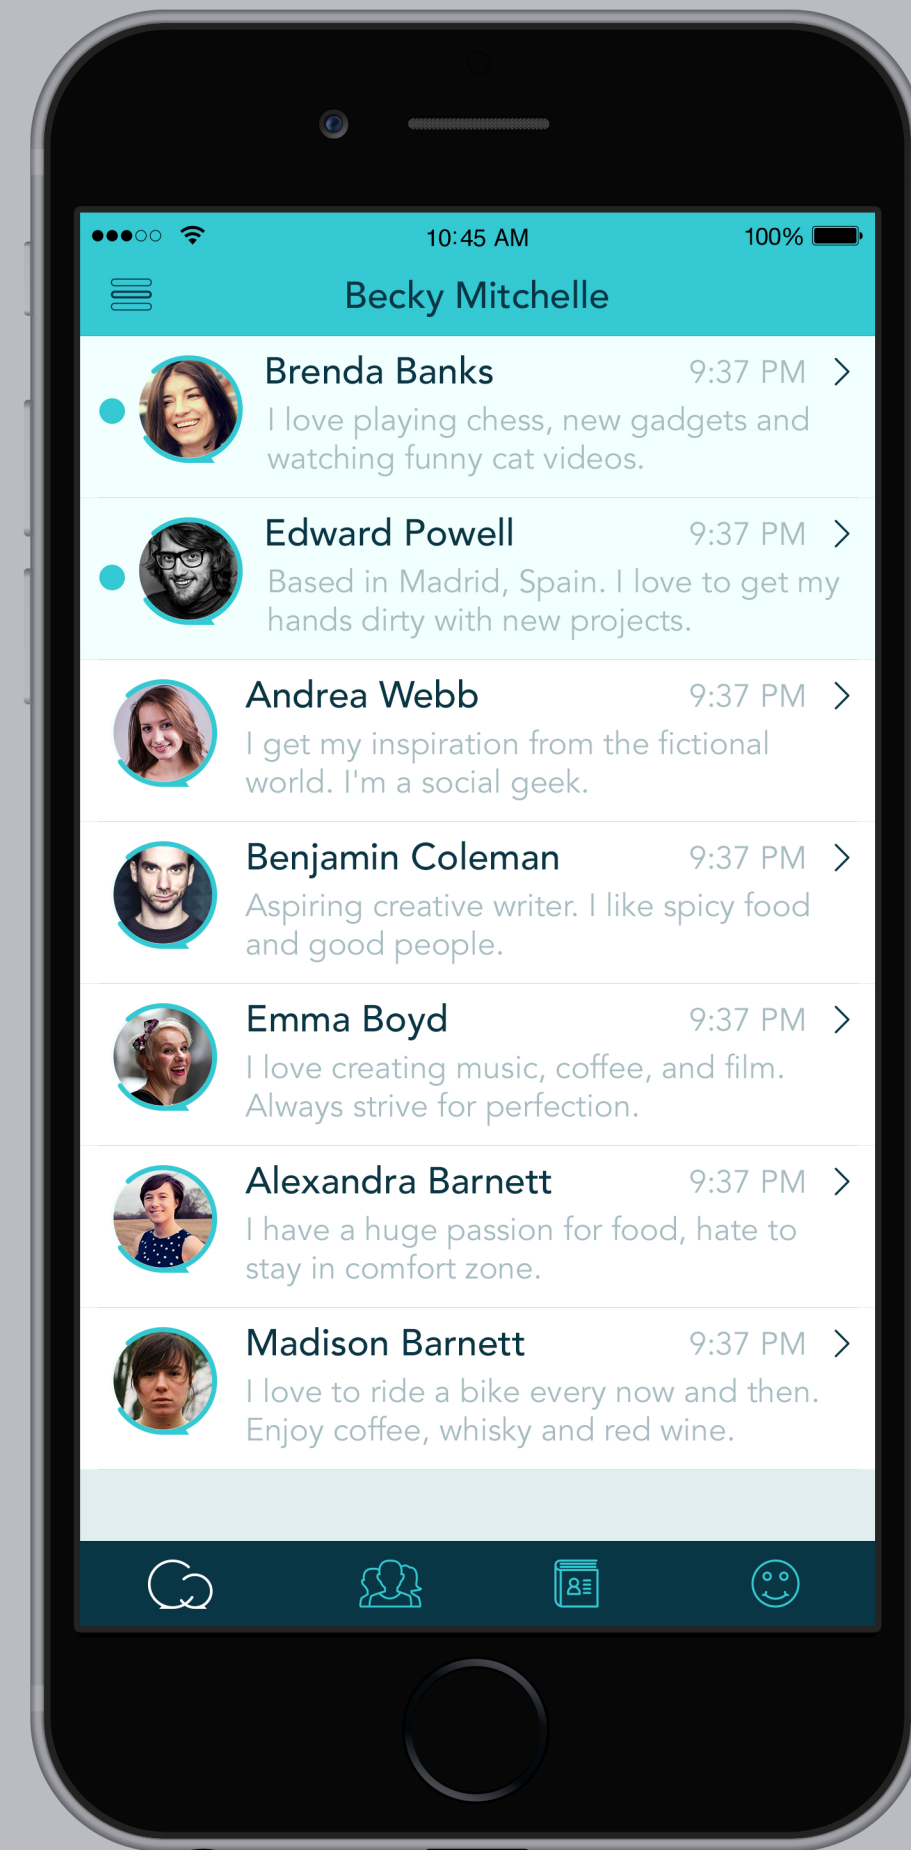 10:45 AM 100%
Becky Mitchelle
Brenda Banks 9:37 PM
I love playing chess, new gadgets and
watching funny cat videos.
Edward Powell 9:37 PM
Based in Madrid, Spain. I love to get my
hands dirty with new projects.
Andrea Webb 9:37 PM
I get my inspiration from the fictional
world. I'm a social geek.
Benjamin Coleman 9:37 PM
Aspiring creative writer. I like spicy food
and good people.
Emma Boyd 9:37 PM
I love creating music, coffee, and film.
Always strive for perfection.
Alexandra Barnett 9:37 PM
I have a huge passion for food, hate to
stay in comfort zone.
Madison Barnett 9:37 PM
I love to ride a bike every now and then.
Enjoy coffee, whisky and red wine.